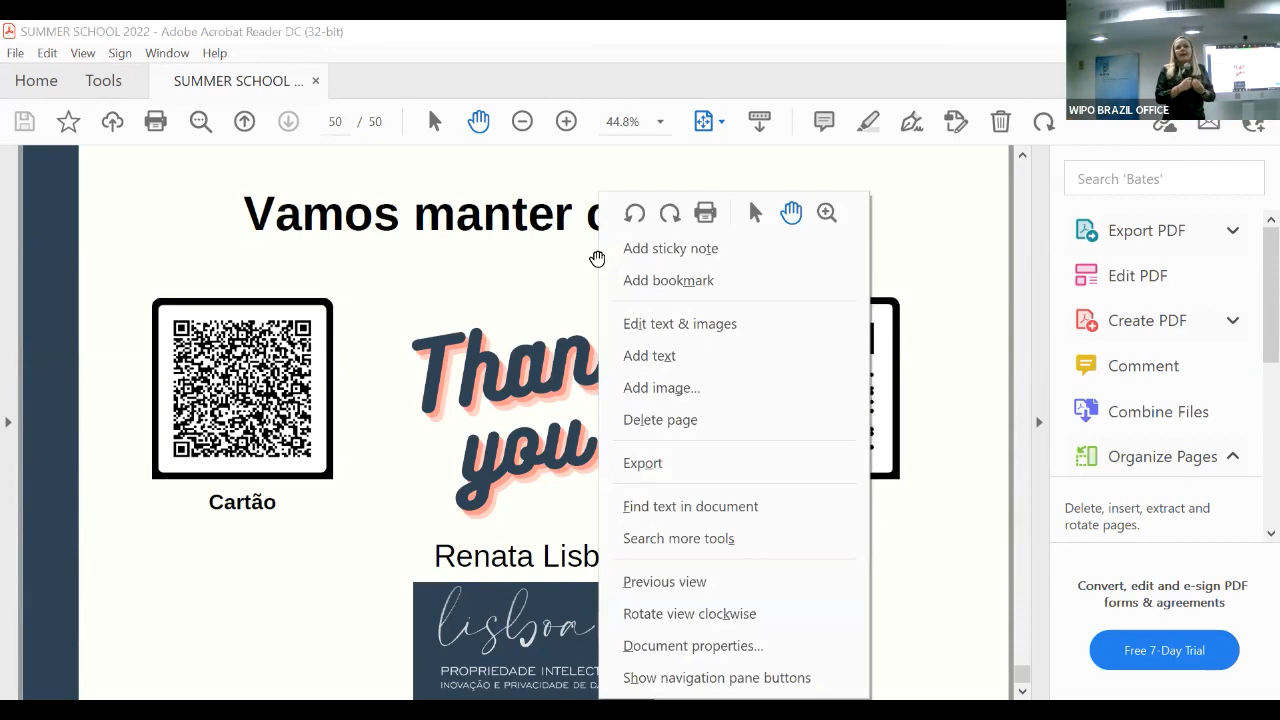 SUMMER SCHOOL 2022 - Adobe Acrobat Reader DC (32-bit)
File Edit View Sign Window Help
WIPO BRAZIL OFFICE
Home Tools SUMMER SCHOOL ... ×
50 / 50 44.8%
Vamos manter
Search 'Bates'
Add sticky note
Add bookmark
Edit text & images
Add text
Add image...
Delete page
Export
Find text in document
Search more tools
Previous view
Rotate view clockwise
Document properties...
Show navigation pane buttons
Export PDF
Edit PDF
Create PDF
Comment
Combine Files
Organize Pages
Delete, insert, extract and
rotate pages.
Convert, edit and e-sign PDF
forms & agreements
Free 7-Day Trial
Than
you
Cartão
Renata Lisb
lisboa
PROPRIEDADE INTELECT
INOVAÇÃO E PRIVACIDADE DE DA